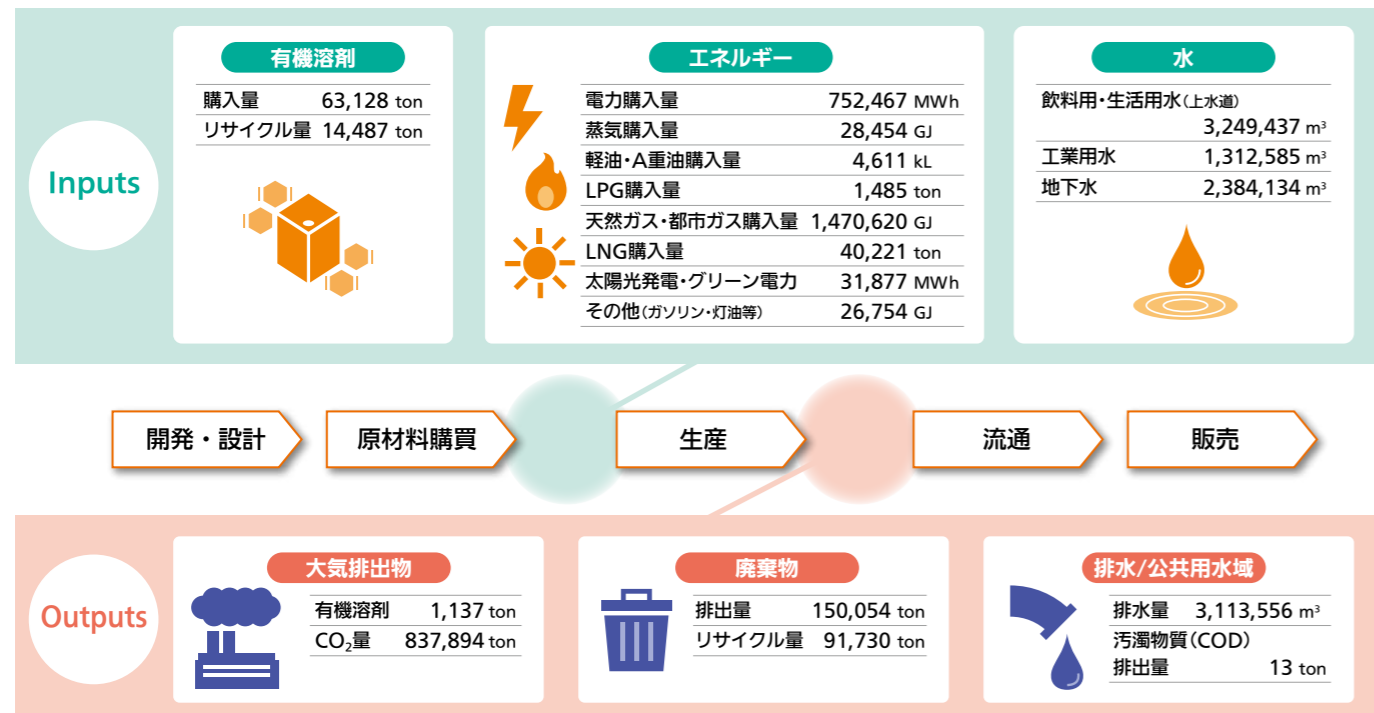 Inputs
有機溶剤
購入量 63,128 ton
リサイクル量 14,487 ton
エネルギー
電力購入量 752,467 MWh
蒸気購入量 28,454 GJ
軽油・A重油購入量 4,611 kL
LPG購入量 1,485 ton
天然ガス・都市ガス購入量 1,470,620 GJ
LNG購入量 40,221 ton
太陽光発電・グリーン電力 31,877 MWh
その他(ガソリン・灯油等) 26,754 GJ
水
飲料用・生活用水(上水道)
3,249,437 m³
工業用水 1,312,585 m³
地下水 2,384,134 m³
開発・設計
原材料購買
生産
流通
販売
Outputs
大気排出物
有機溶剤 1,137 ton
CO₂量 837,894 ton
廃棄物
排出量 150,054 ton
リサイクル量 91,730 ton
排水/公共用水域
排水量 3,113,556 m³
汚濁物質(COD)
排出量 13 ton